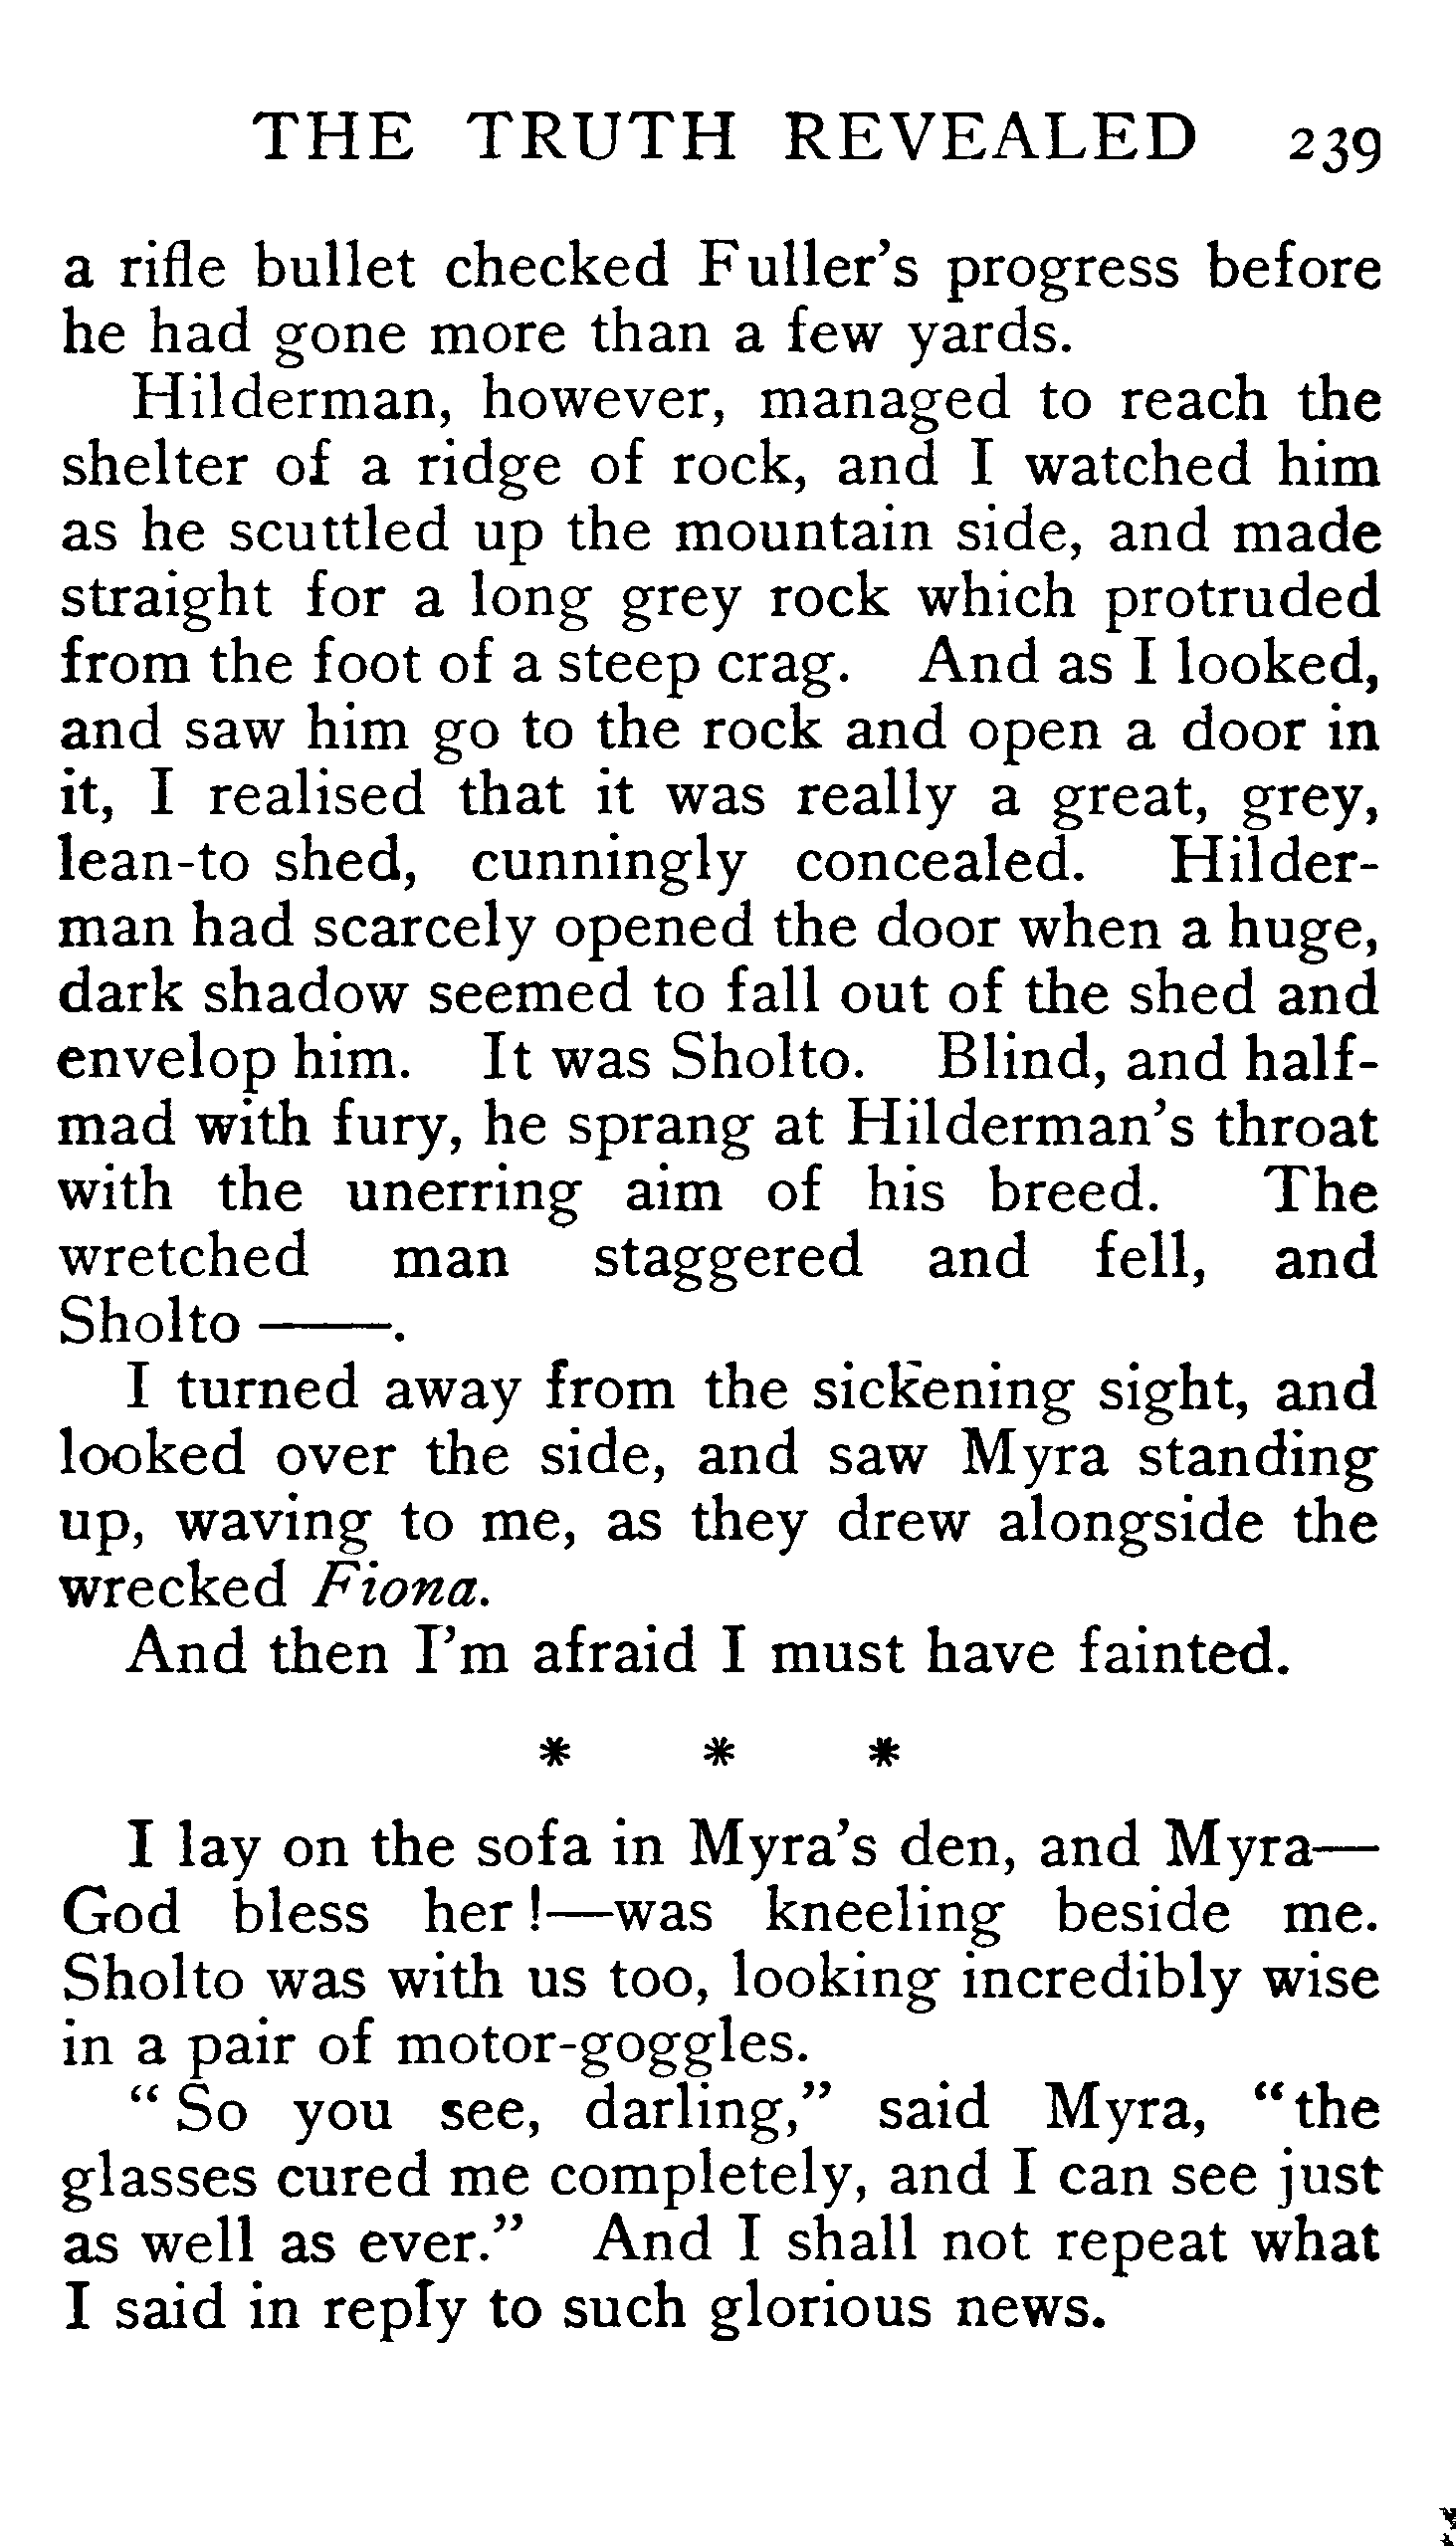 THE TRUTH REVEALED 239
a rifle bullet checked Fuller's progress before
he had gone more than a few yards.
Hilderman, however, managed to reach the
shelter of a ridge of rock, and I watched him
as he scuttled up the mountain side, and made
straight for a long grey rock which protruded
from the foot of a steep crag. And as I looked,
and saw him go to the rock and open a door in
it, I realised that it was really a great, grey,
lean-to shed, cunningly concealed. Hilder-
man had scarcely opened the door when a huge,
dark shadow seemed to fall out of the shed and
envelop him. It was Sholto. Blind, and half-
mad with fury, he sprang at Hilderman's throat
with the unerring aim of his breed. The
wretched man staggered and fell, and
Sholto ——.
I turned away from the sickening sight, and
looked over the side, and saw Myra standing
up, waving to me, as they drew alongside the
wrecked Fiona.
And then I'm afraid I must have fainted.
* * *
I lay on the sofa in Myra's den, and Myra—
God bless her!—was kneeling beside me.
Sholto was with us too, looking incredibly wise
in a pair of motor-goggles.
"So you see, darling," said Myra, "the
glasses cured me completely, and I can see just
as well as ever." And I shall not repeat what
I said in reply to such glorious news.